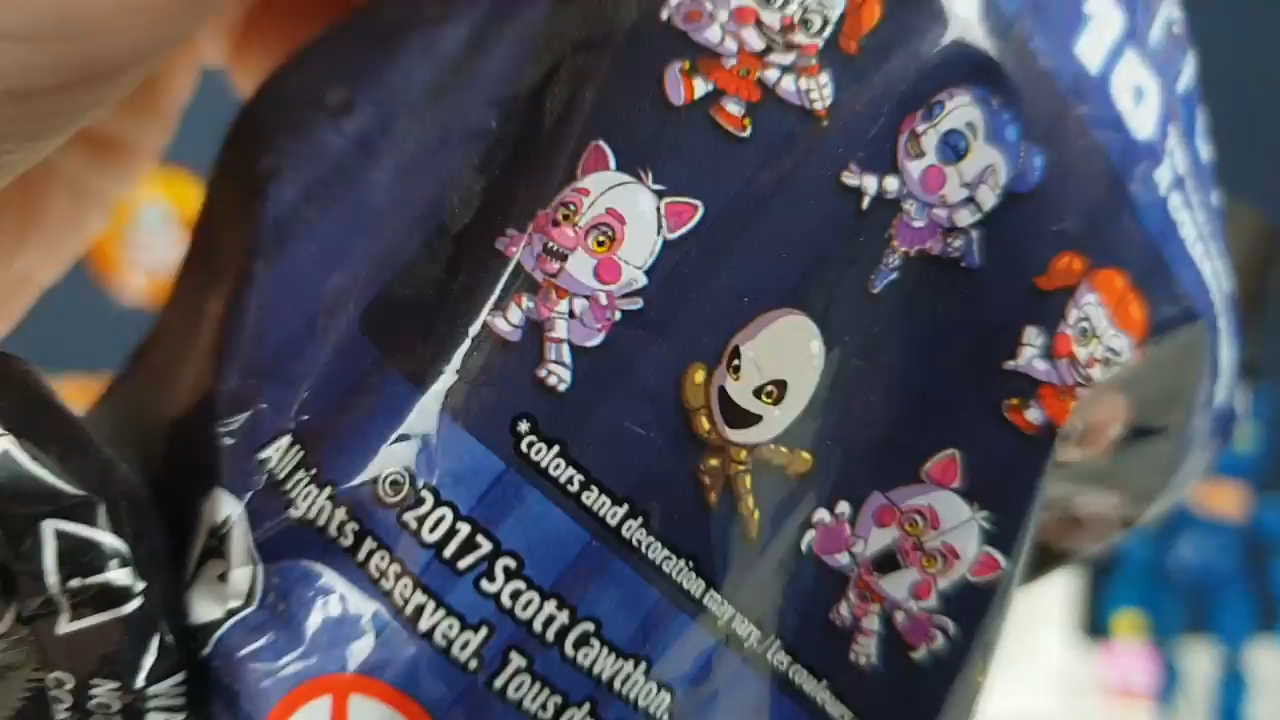 *colors and decoration may vary. / Les couleurs
© 2017 Scott Cawthon.
All rights reserved. Tous